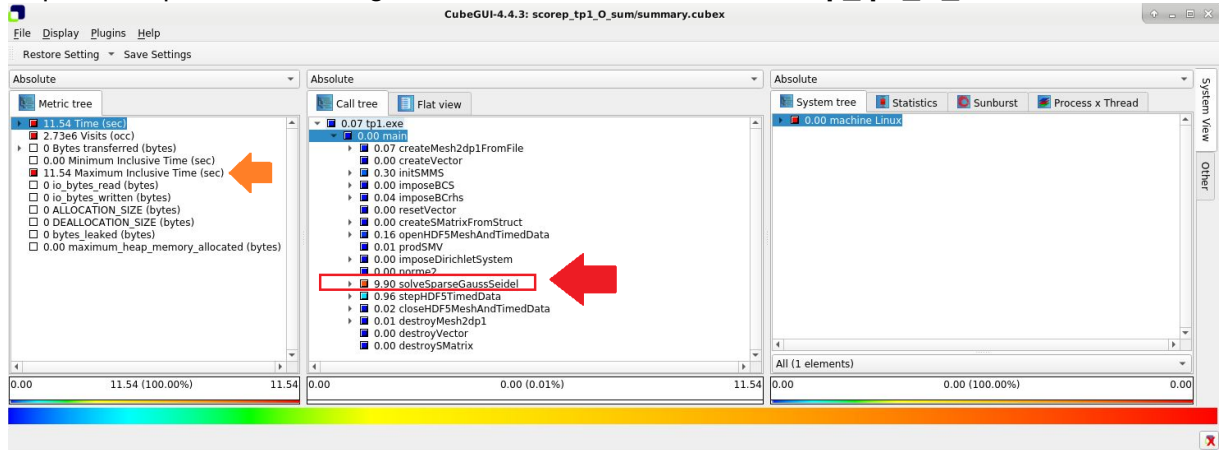 CubeGUI-4.4.3: scorep_tp1_O_sum/summary.cubex
File Display Plugins Help
Restore Setting Save Settings
Absolute
Metric tree
11.54 Time (sec)
2.73e6 Visits (occ)
0 Bytes transferred (bytes)
0.00 Minimum Inclusive Time (sec)
11.54 Maximum Inclusive Time (sec)
0 io_bytes_read (bytes)
0 io_bytes_written (bytes)
0 ALLOCATION_SIZE (bytes)
0 DEALLOCATION_SIZE (bytes)
0 bytes_leaked (bytes)
0.00 maximum_heap_memory_allocated (bytes)
0.00 11.54 (100.00%) 11.54
Absolute
Call tree Flat view
0.07 tp1.exe
0.00 main
0.07 createMesh2dp1FromFile
0.00 createVector
0.30 initSMMS
0.00 imposeBCS
0.04 imposeBCrhs
0.00 resetVector
0.00 createSMatrixFromStruct
0.16 openHDF5MeshAndTimedData
0.01 prodSMV
0.00 imposeDirichletSystem
0.00 norme2
9.90 solveSparseGaussSeidel
0.96 stepHDF5TimedData
0.02 closeHDF5MeshAndTimedData
0.01 destroyMesh2dp1
0.00 destroyVector
0.00 destroySMatrix
0.00 0.00 (0.01%) 11.54
Absolute
System tree Statistics Sunburst Process x Thread
0.00 machine Linux
All (1 elements)
0.00 0.00 (100.00%) 0.00
System View
Other